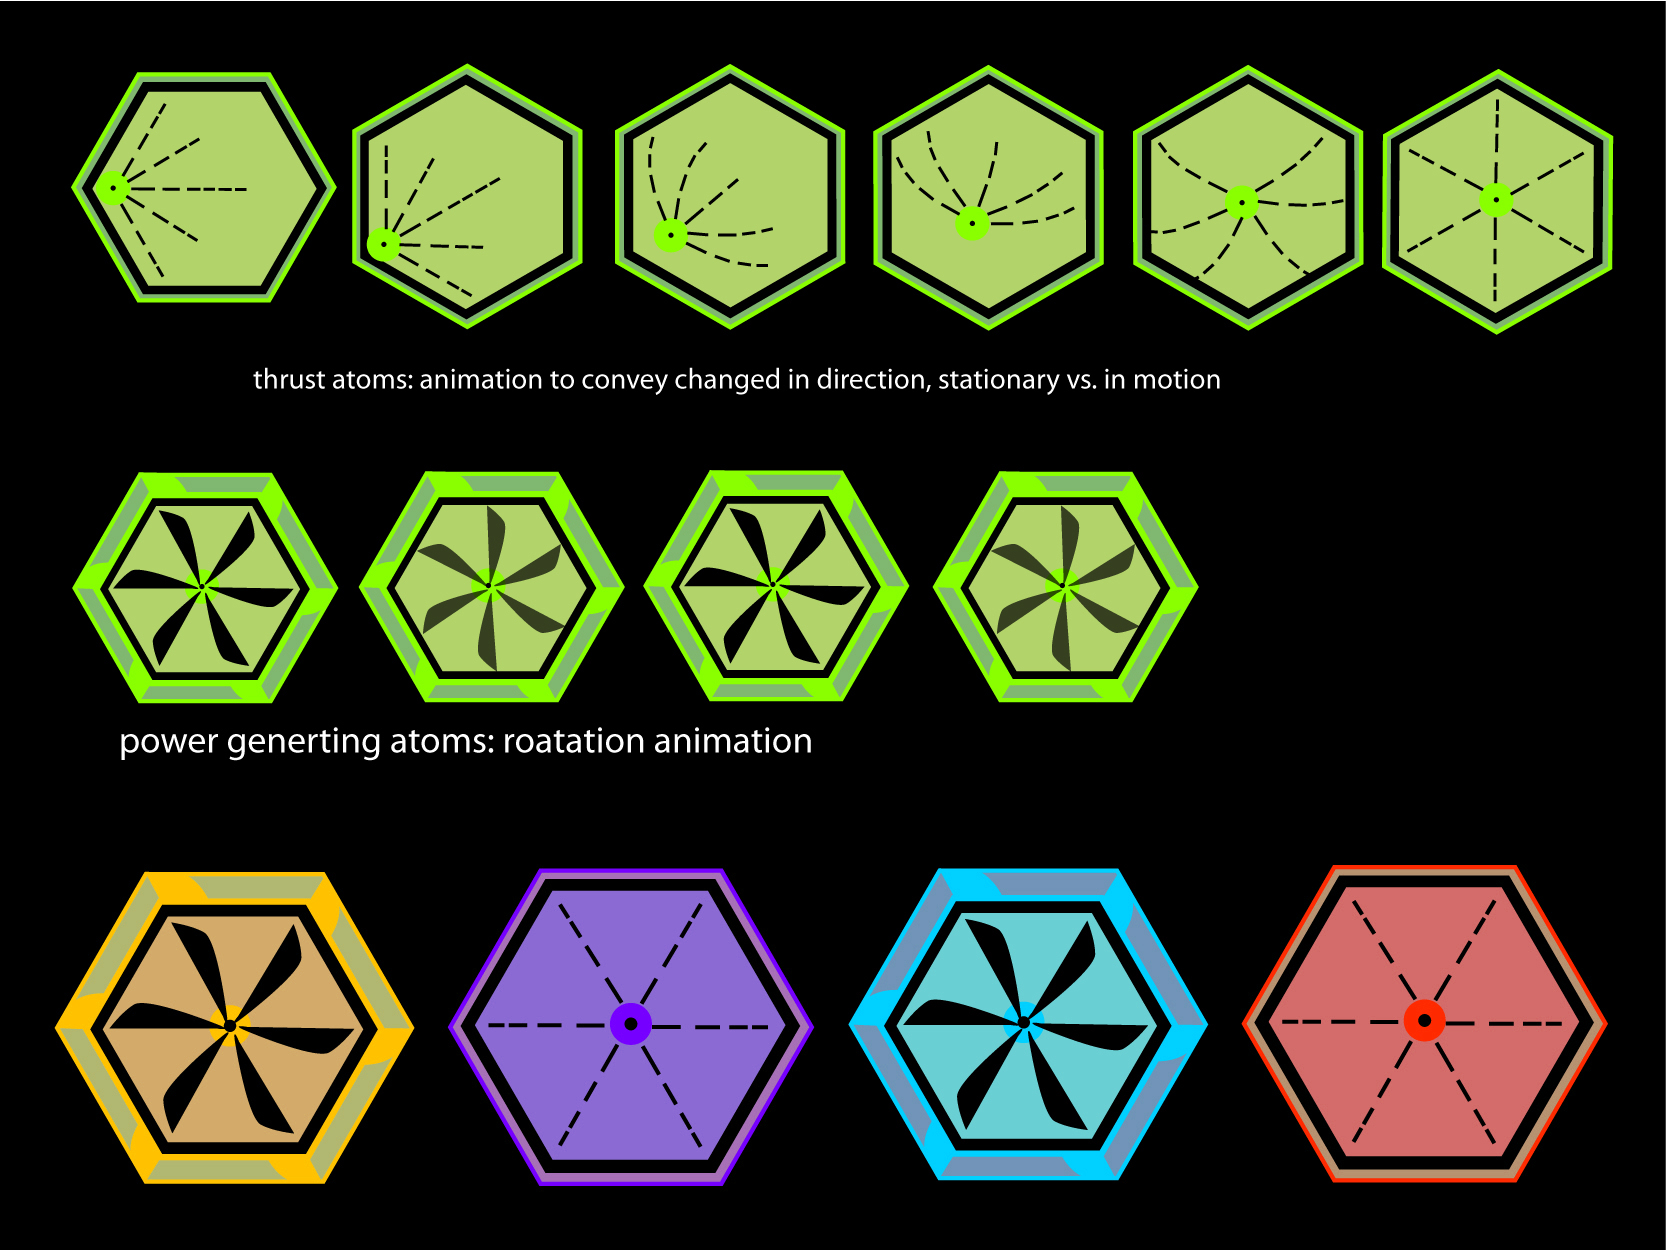 thrust atoms: animation to convey changed in direction, stationary vs. in motion
power generting atoms: roatation animation